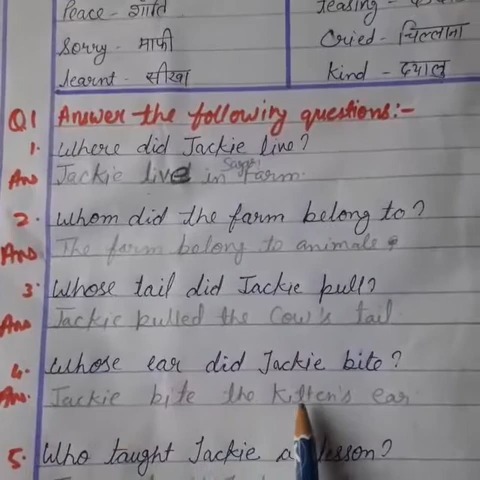 Peace - शांति
Teasing -
Sorry - माफी
Cried - चिल्लाना
learnt - सीखा
Kind - दयालु
Q1 Answer the following questions:-
1. Where did Jackie live?
Ans Jackie live in farm.
2. Whom did the farm belong to?
Ans The farm belong to animals.
3. Whose tail did Jackie pull?
Ans Jackie pulled the Cow's tail
4. Whose ear did Jackie bite?
Ans. Jackie bite the Kitten's ear
5. Who taught Jackie a lesson?